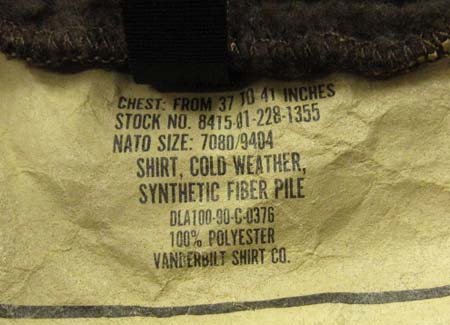 CHEST: FROM 37 TO 41 INCHES
STOCK NO. 8415-01-228-1355
NATO SIZE: 7080/9404
SHIRT, COLD WEATHER,
SYNTHETIC FIBER PILE
DLA100-90-C-0376
100% POLYESTER
VANDERBILT SHIRT CO.